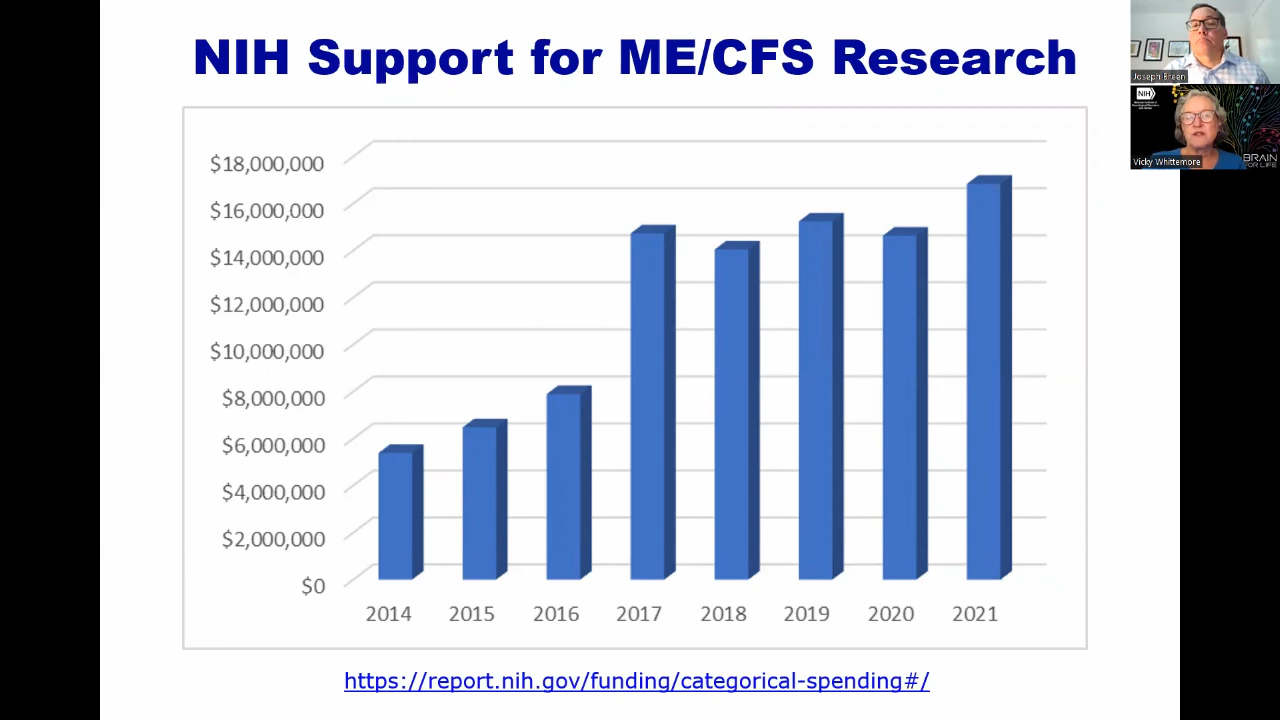 NIH Support for ME/CFS Research
Joseph Breen
NIH
Vicky Whittemore
BRAIN
FOR LIFE
$18,000,000
$16,000,000
$14,000,000
$12,000,000
$10,000,000
$8,000,000
$6,000,000
$4,000,000
$2,000,000
$0
2014 2015 2016 2017 2018 2019 2020 2021
https://report.nih.gov/funding/categorical-spending#/